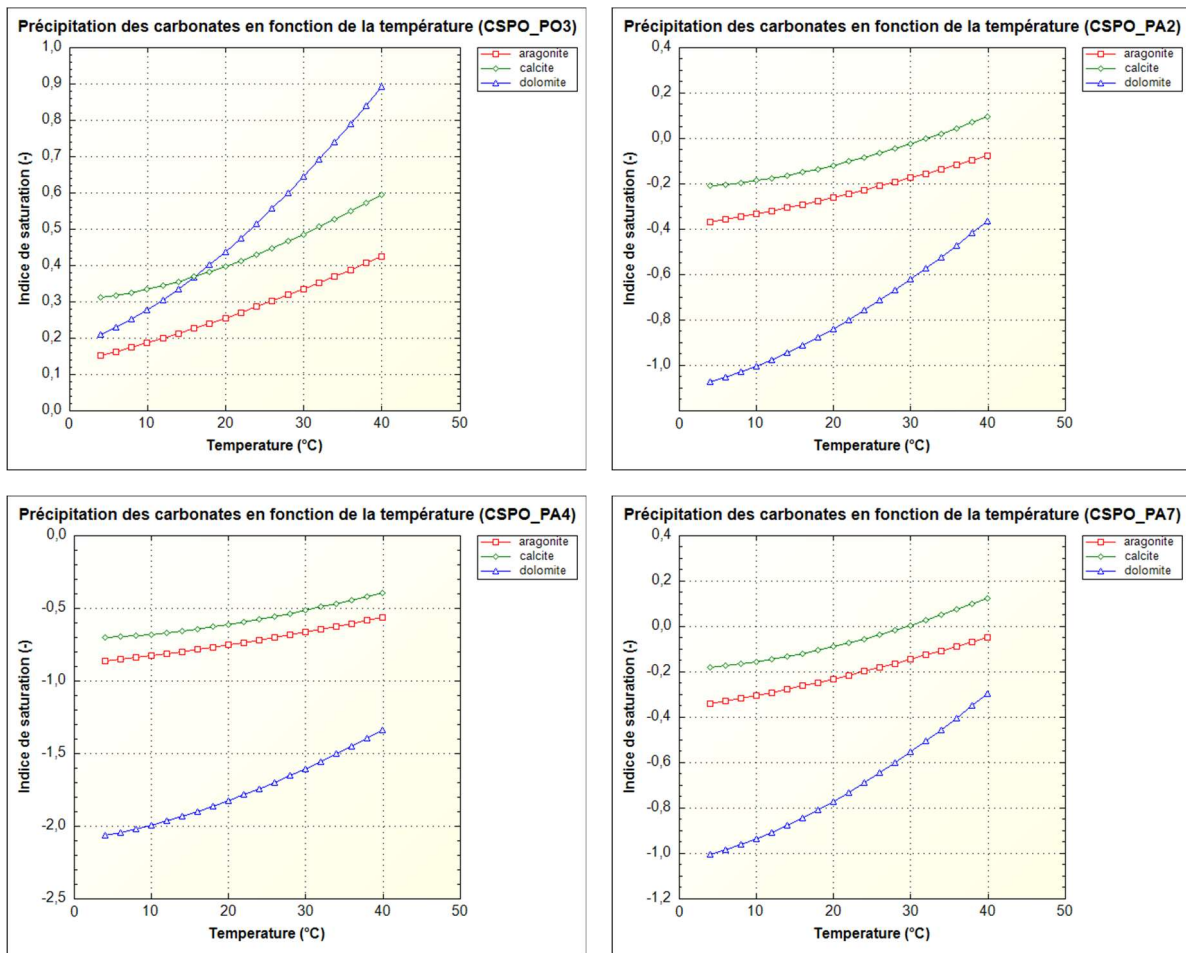 Précipitation des carbonates en fonction de la température (CSPO_PO3)
aragonite
calcite
dolomite
Indice de saturation (-)
1,0
0,9
0,8
0,7
0,6
0,5
0,4
0,3
0,2
0,1
0,0
0 10 20 30 40 50
Temperature (°C)
Précipitation des carbonates en fonction de la température (CSPO_PA2)
aragonite
calcite
dolomite
Indice de saturation (-)
0,4
0,2
0,0
-0,2
-0,4
-0,6
-0,8
-1,0
0 10 20 30 40 50
Temperature (°C)
Précipitation des carbonates en fonction de la température (CSPO_PA4)
aragonite
calcite
dolomite
Indice de saturation (-)
0,0
-0,5
-1,0
-1,5
-2,0
-2,5
0 10 20 30 40 50
Temperature (°C)
Précipitation des carbonates en fonction de la température (CSPO_PA7)
aragonite
calcite
dolomite
Indice de saturation (-)
0,4
0,2
0,0
-0,2
-0,4
-0,6
-0,8
-1,0
-1,2
0 10 20 30 40 50
Temperature (°C)